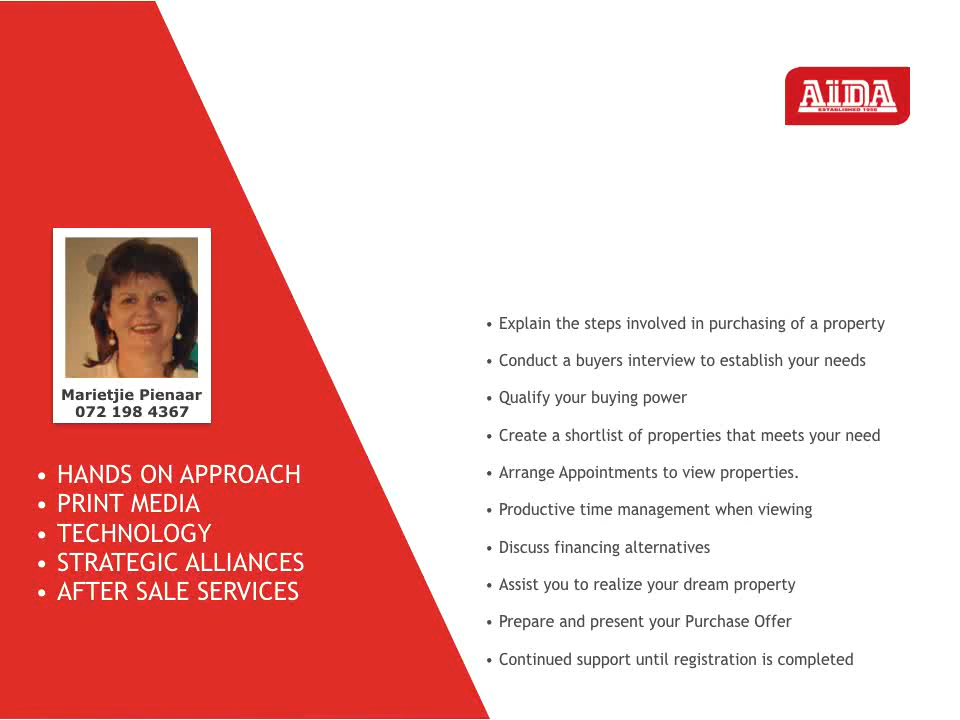 AIDA
ESTABLISHED 1958
Marietjie Pienaar
072 198 4367
• HANDS ON APPROACH
• PRINT MEDIA
• TECHNOLOGY
• STRATEGIC ALLIANCES
• AFTER SALE SERVICES
• Explain the steps involved in purchasing of a property
• Conduct a buyers interview to establish your needs
• Qualify your buying power
• Create a shortlist of properties that meets your need
• Arrange Appointments to view properties.
• Productive time management when viewing
• Discuss financing alternatives
• Assist you to realize your dream property
• Prepare and present your Purchase Offer
• Continued support until registration is completed